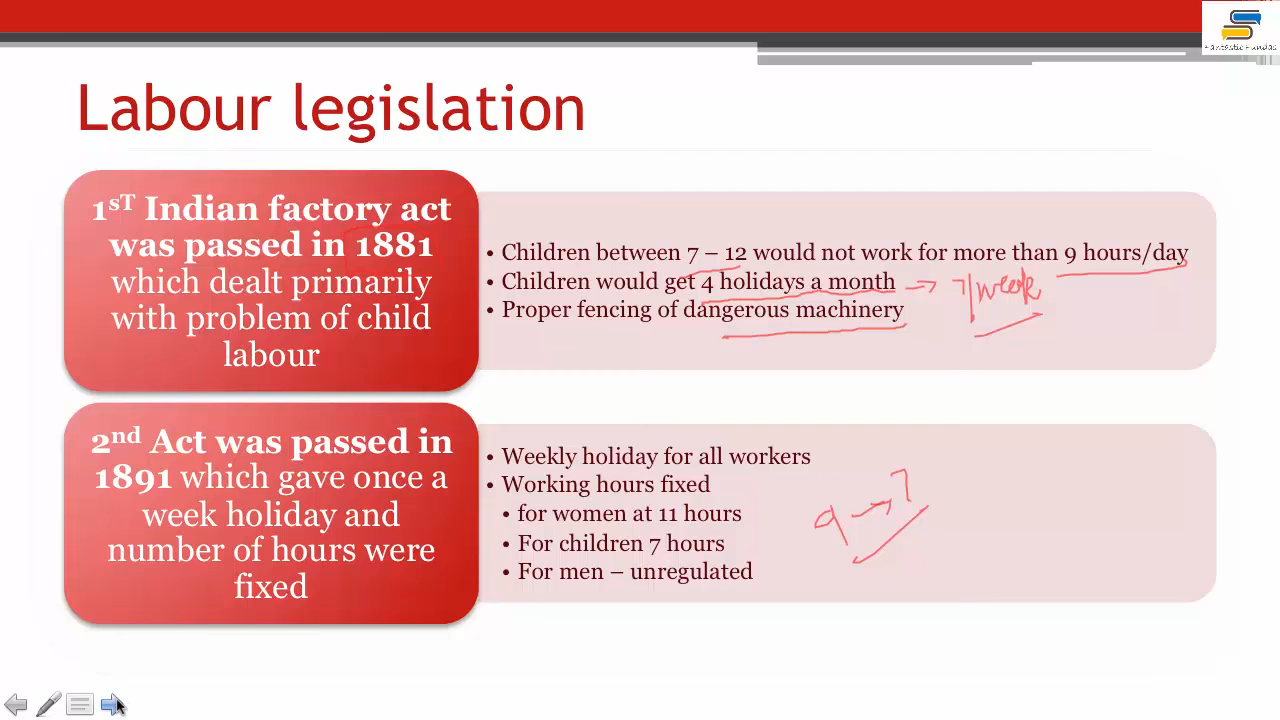 Fantastic Fundas
Labour legislation
1sT Indian factory act
was passed in 1881
which dealt primarily
with problem of child
labour
• Children between 7 – 12 would not work for more than 9 hours/day
• Children would get 4 holidays a month → 1/week
• Proper fencing of dangerous machinery
2nd Act was passed in
1891 which gave once a
week holiday and
number of hours were
fixed
• Weekly holiday for all workers
• Working hours fixed
• for women at 11 hours
• For children 7 hours
• For men – unregulated
9 → 7